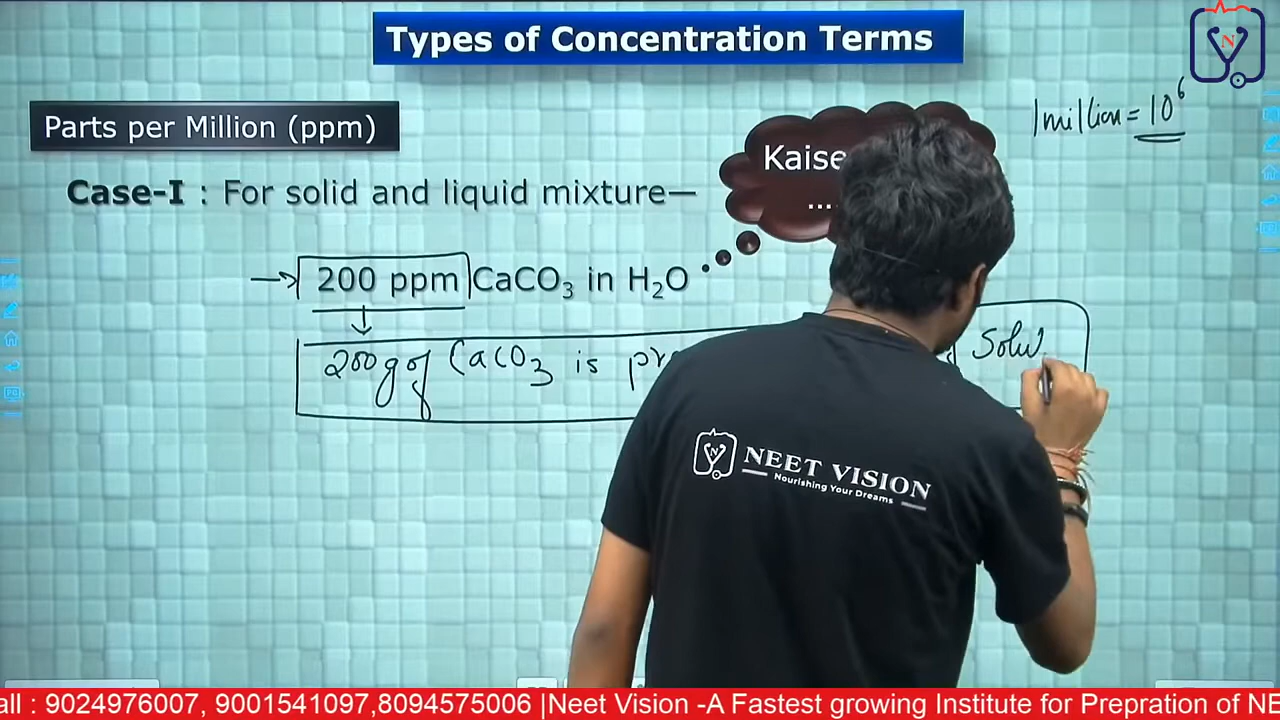 Types of Concentration Terms
N
1 million = 10⁶
Parts per Million (ppm)
Kaise
....
Case-I : For solid and liquid mixture—
→ 200 ppm CaCO₃ in H₂O
200g of CaCO₃ is pre
Solu
N
NEET VISION
Nourishing Your Dreams
all : 9024976007, 9001541097,8094575006 |Neet Vision -A Fastest growing Institute for Prepration of NE